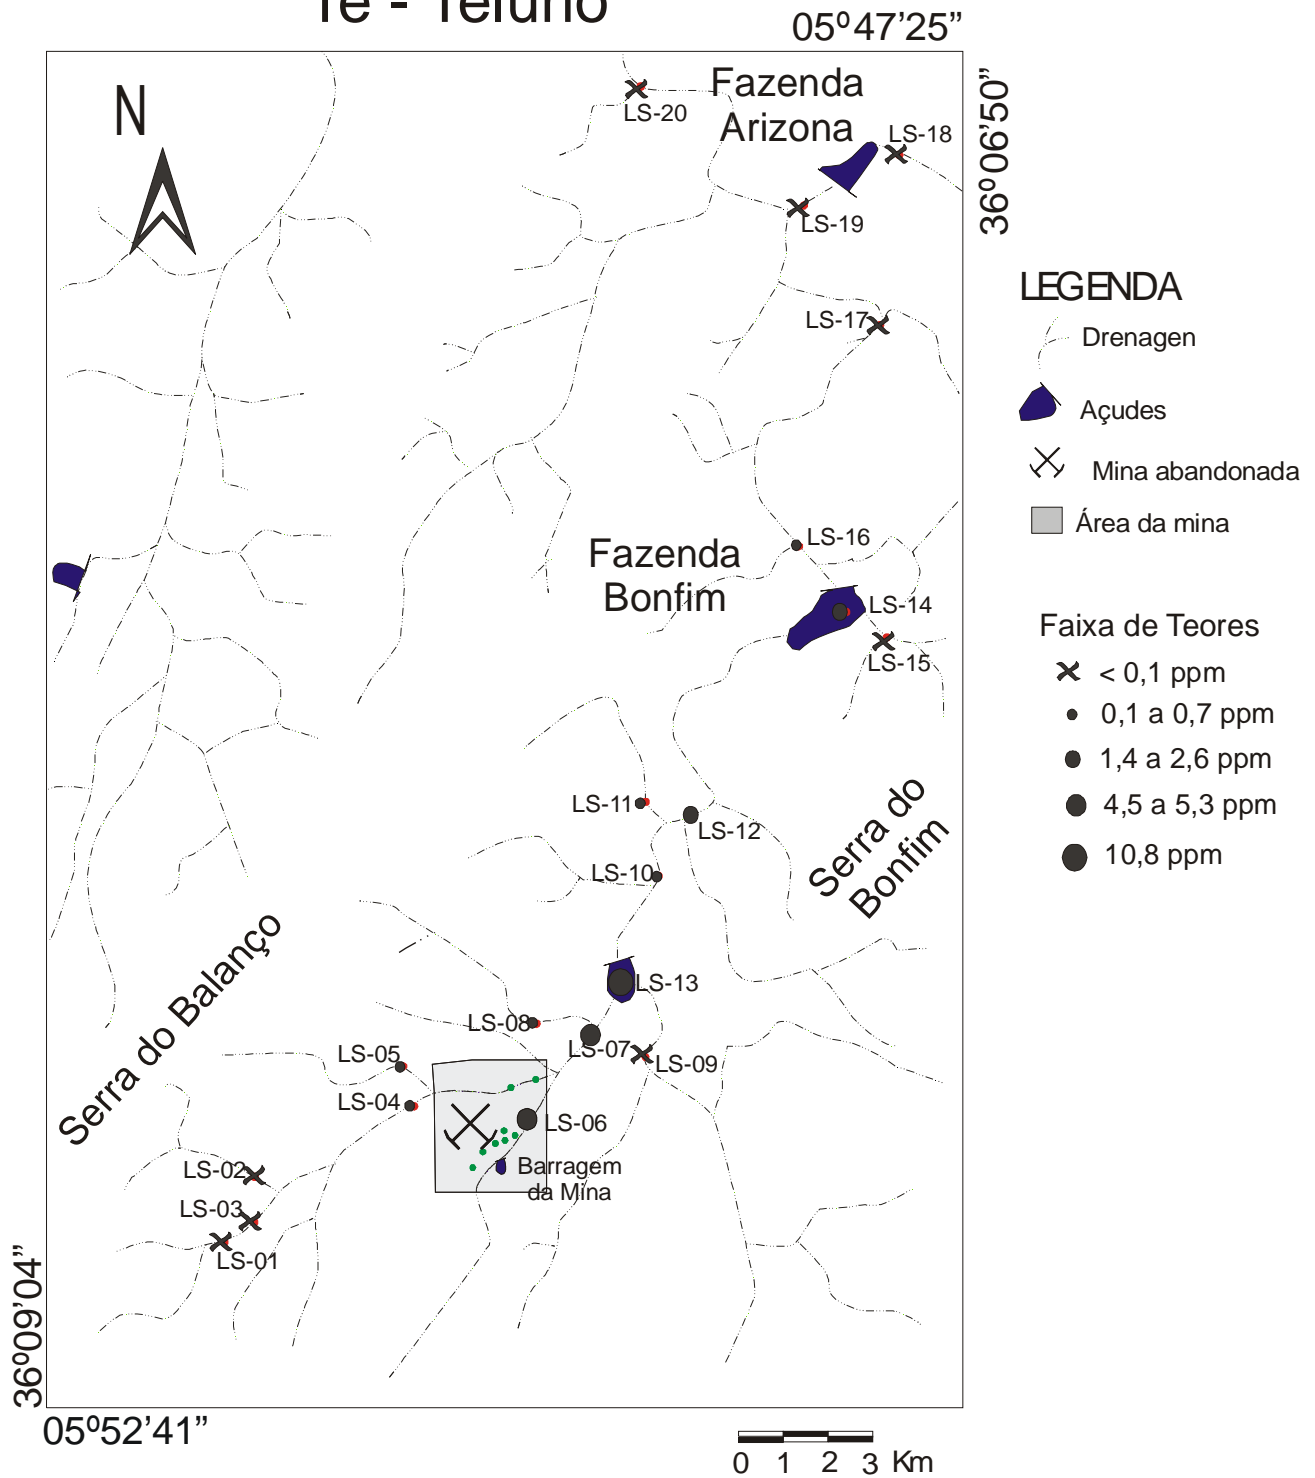 Te - Telúrio
05º47'25"
N
Fazenda
Arizona
36º06'50"
LS-20
LS-18
LS-19
LS-17
LEGENDA
Drenagen
Açudes
Mina abandonada
Área da mina
LS-16
Fazenda
Bonfim
LS-14
LS-15
Faixa de Teores
< 0,1 ppm
0,1 a 0,7 ppm
1,4 a 2,6 ppm
4,5 a 5,3 ppm
10,8 ppm
LS-11
LS-12
Serra do
Bonfim
LS-10
Serra do Balanço
LS-13
LS-08
LS-07
LS-09
LS-05
LS-04
LS-06
Barragem
da Mina
LS-02
LS-03
LS-01
36º09'04"
05º52'41"
0 1 2 3 Km